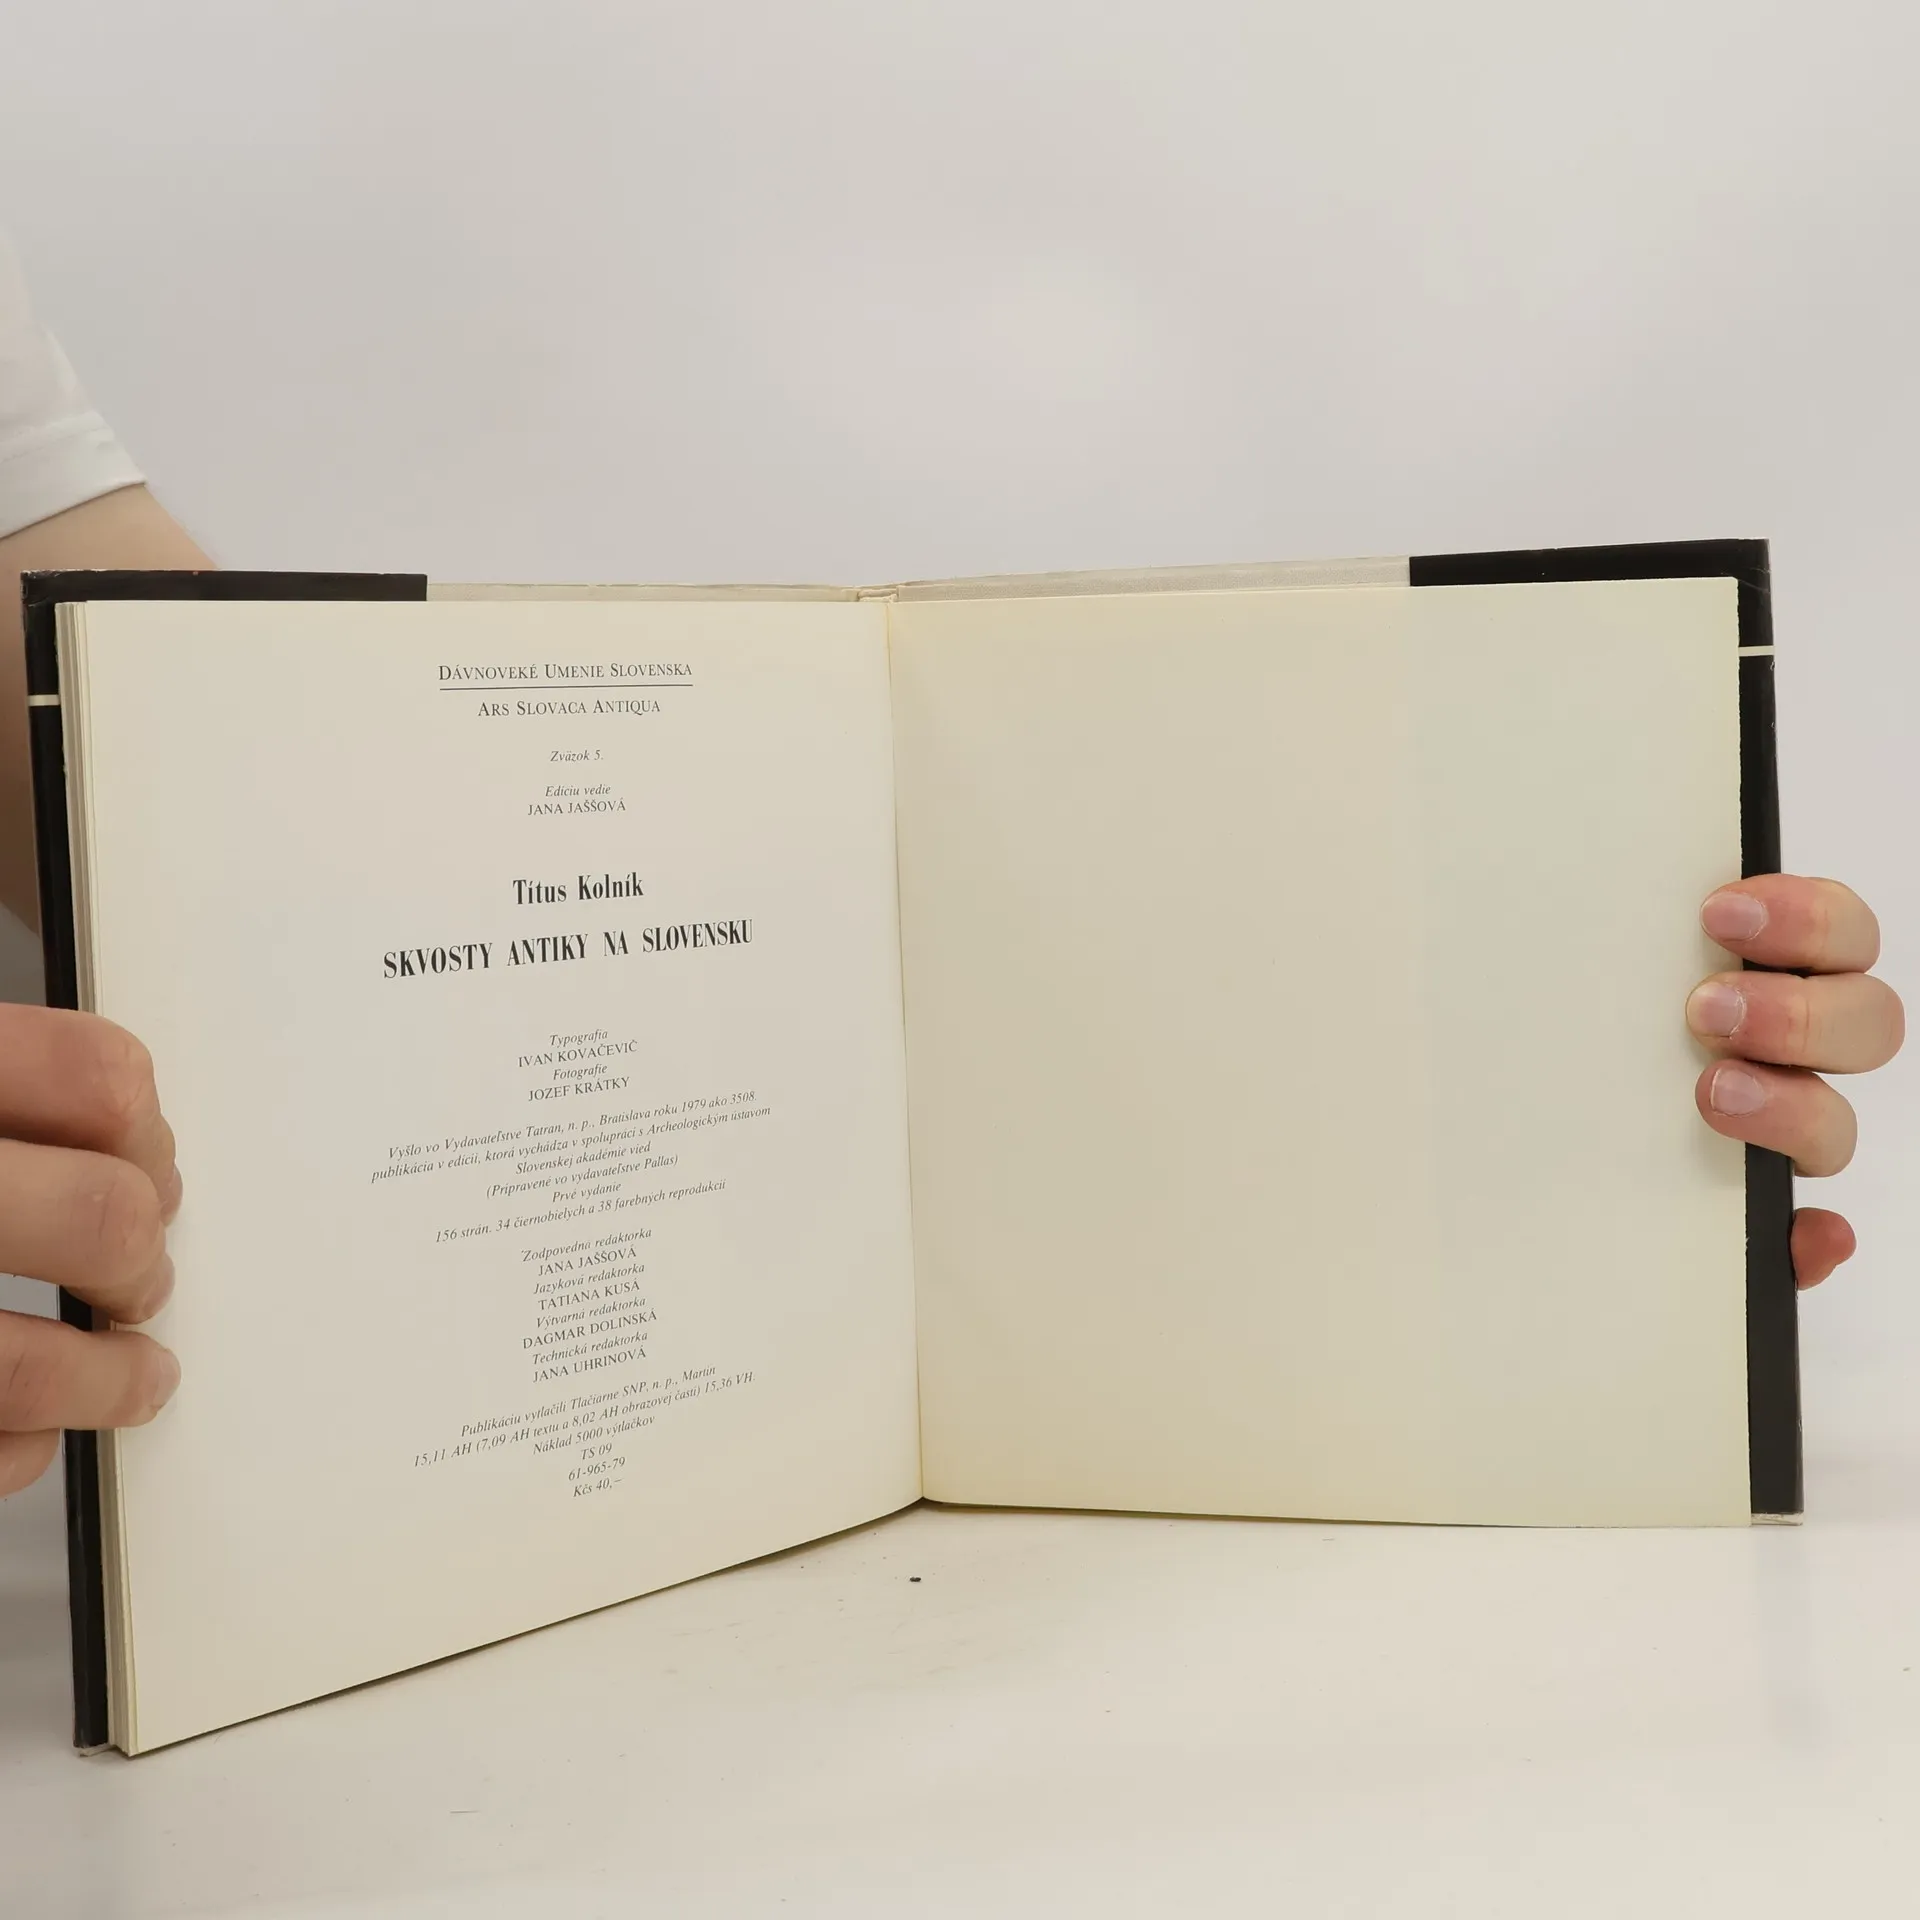 DÁVNOVEKÉ UMENIE SLOVENSKA
ARS SLOVACA ANTIQUA
Zväzok 5.
Edíciu vedie
JANA JAŠŠOVÁ
Títus Kolník
SKVOSTY ANTIKY NA SLOVENSKU
Typografia
IVAN KOVAČEVIČ
Fotografie
JOZEF KRÁTKY
Vyšlo vo Vydavateľstve Tatran, n. p., Bratislava roku 1979 ako 3508.
publikácia v edícii, ktorá vychádza v spolupráci s Archeologickým ústavom
Slovenskej akadémie vied
(Pripravené vo vydavateľstve Pallas)
Prvé vydanie
156 strán. 34 čiernobielych a 38 farebných reprodukcií
Zodpovedná redaktorka
JANA JAŠŠOVÁ
Jazyková redaktorka
TATIANA KUSÁ
Výtvarná redaktorka
DAGMAR DOLINSKÁ
Technická redaktorka
JANA UHRINOVÁ
Publikáciu vytlačili Tlačiarne SNP, n. p., Martin
15,11 AH (7,09 AH textu a 8,02 AH obrazovej časti) 15,36 VH.
Náklad 5000 výtlačkov
TS 09
61-965-79
Kčs 40,–